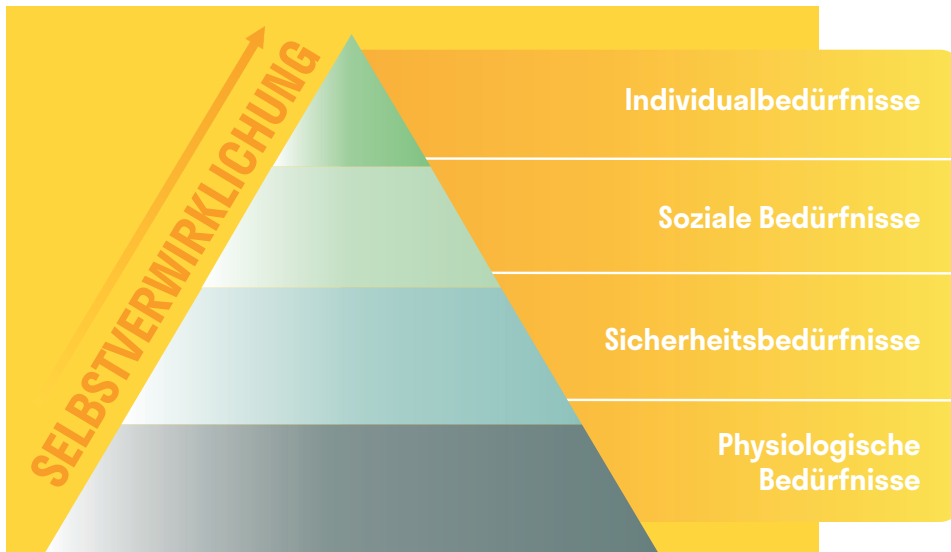 SELBSTVERWIRKLICHUNG
Individualbedürfnisse
Soziale Bedürfnisse
Sicherheitsbedürfnisse
Physiologische
Bedürfnisse